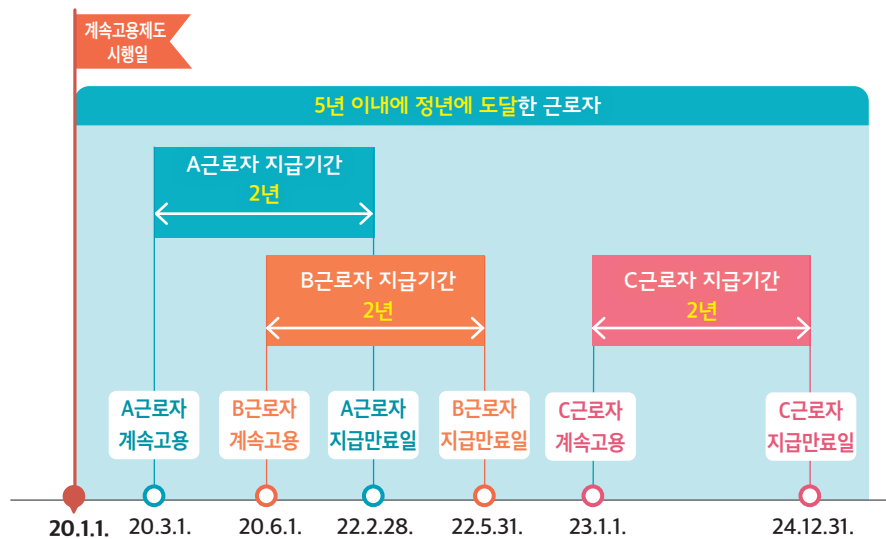 계속고용제도
시행일
5년 이내에 정년에 도달한 근로자
A근로자 지급기간
2년
B근로자 지급기간
2년
C근로자 지급기간
2년
A근로자
계속고용
B근로자
계속고용
A근로자
지급만료일
B근로자
지급만료일
C근로자
계속고용
C근로자
지급만료일
20.1.1.
20.3.1.
20.6.1.
22.2.28.
22.5.31.
23.1.1.
24.12.31.